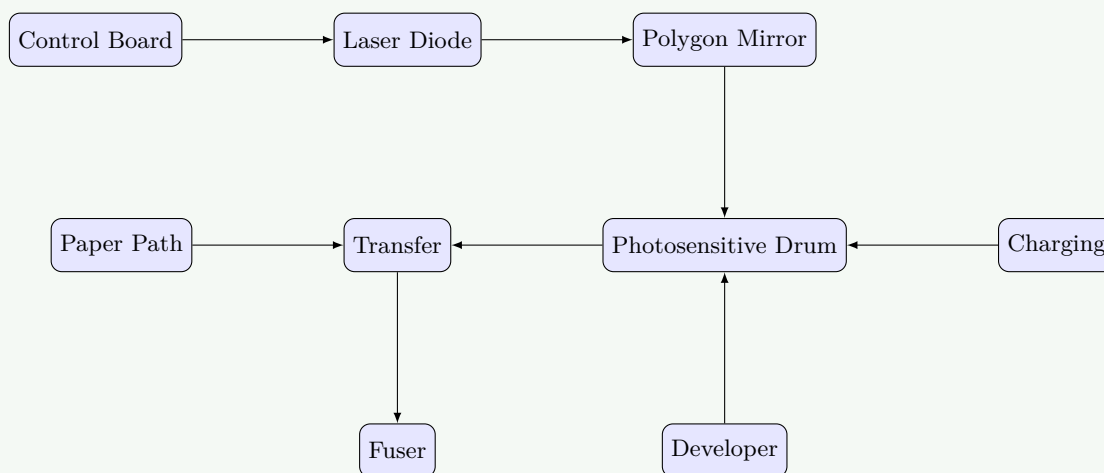 Control Board
Laser Diode
Polygon Mirror
Paper Path
Transfer
Photosensitive Drum
Charging
Fuser
Developer